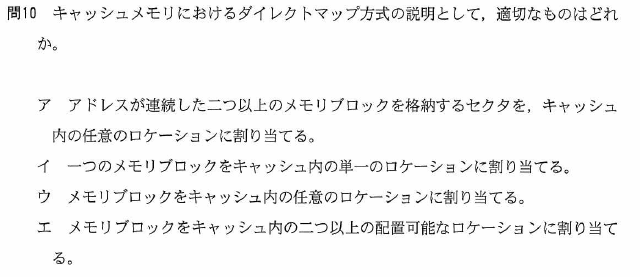 問10 キャッシュメモリにおけるダイレクトマップ方式の説明として，適切なものはどれ
か。
ア アドレスが連続した二つ以上のメモリブロックを格納するセクタを，キャッシュ
内の任意のロケーションに割り当てる。
イ 一つのメモリブロックをキャッシュ内の単一のロケーションに割り当てる。
ウ メモリブロックをキャッシュ内の任意のロケーションに割り当てる。
エ メモリブロックをキャッシュ内の二つ以上の配置可能なロケーションに割り当て
る。